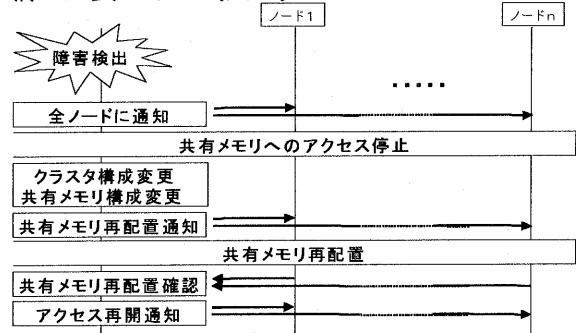 ノード1
ノードn
障害検出
.....
全ノードに通知
共有メモリへのアクセス停止
クラスタ構成変更
共有メモリ構成変更
共有メモリ再配置通知
共有メモリ再配置
共有メモリ再配置確認
アクセス再開通知